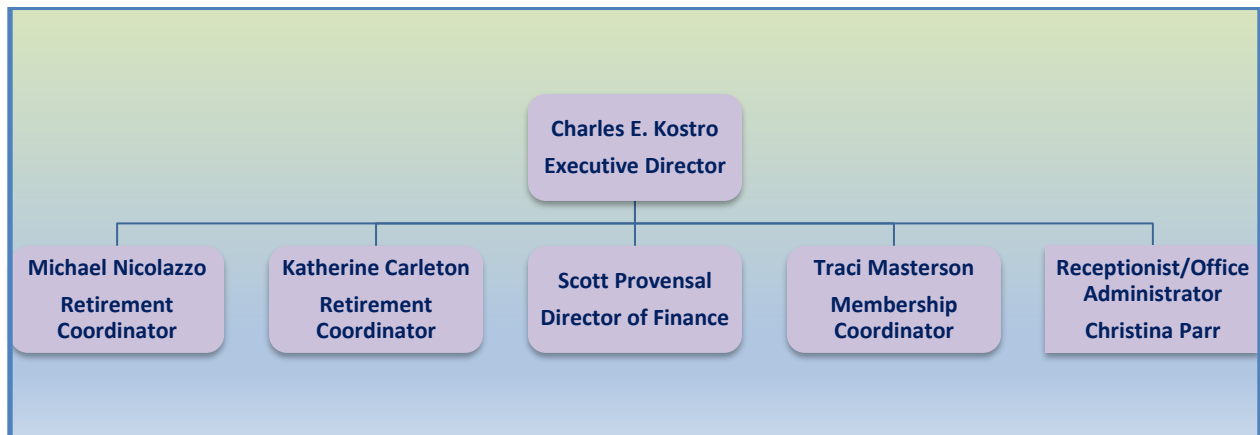 Charles E. Kostro
Executive Director
Michael Nicolazzo
Retirement
Coordinator
Katherine Carleton
Retirement
Coordinator
Scott Provensal
Director of Finance
Traci Masterson
Membership
Coordinator
Receptionist/Office
Administrator
Christina Parr